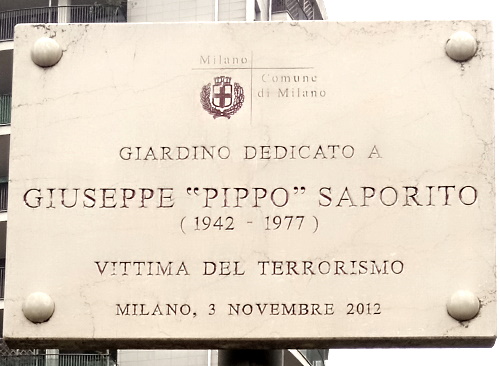 Milano
Comune
di Milano
GIARDINO DEDICATO A
GIUSEPPE "PIPPO" SAPORITO
( 1942 - 1977 )
VITTIMA DEL TERRORISMO
MILANO, 3 NOVEMBRE 2012